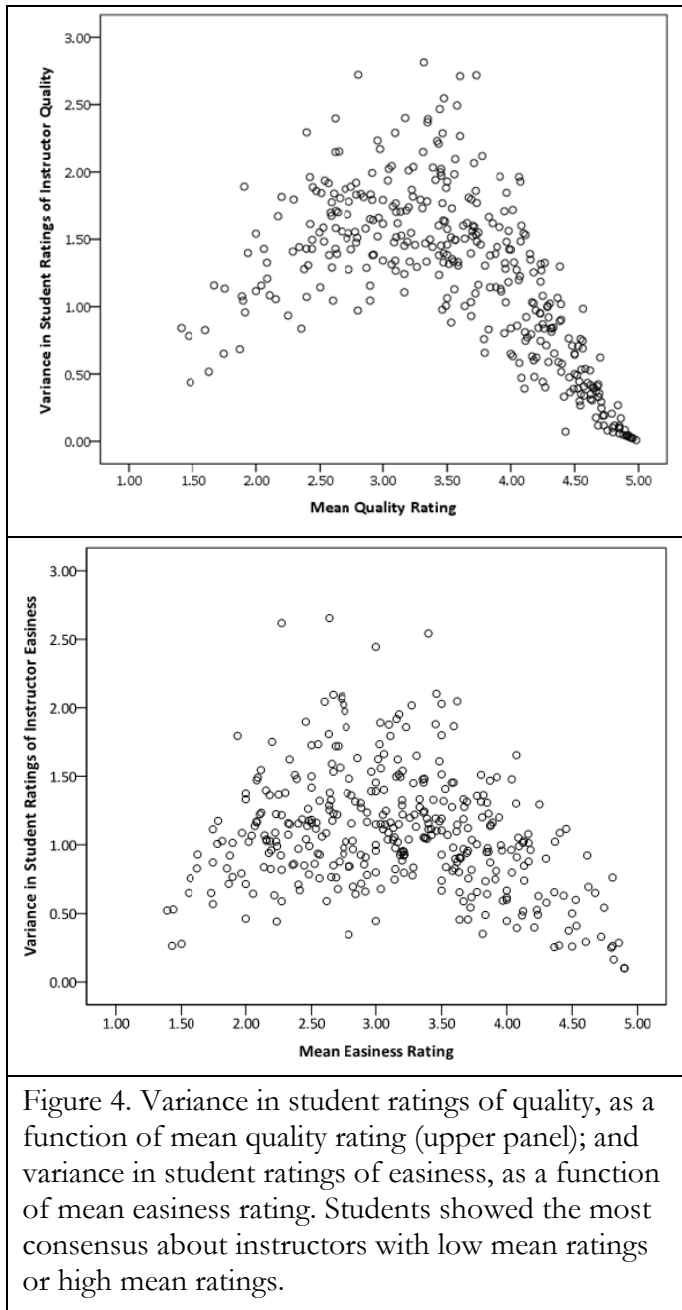 3.00
2.50
2.00
1.50
1.00
0.50
0.00
Variance in Student Ratings of Instructor Quality
1.00 1.50 2.00 2.50 3.00 3.50 4.00 4.50 5.00
Mean Quality Rating
3.00
2.50
2.00
1.50
1.00
0.50
0.00
Variance in Student Ratings of Instructor Easiness
1.00 1.50 2.00 2.50 3.00 3.50 4.00 4.50 5.00
Mean Easiness Rating
Figure 4. Variance in student ratings of quality, as a
function of mean quality rating (upper panel); and
variance in student ratings of easiness, as a function
of mean easiness rating. Students showed the most
consensus about instructors with low mean ratings
or high mean ratings.